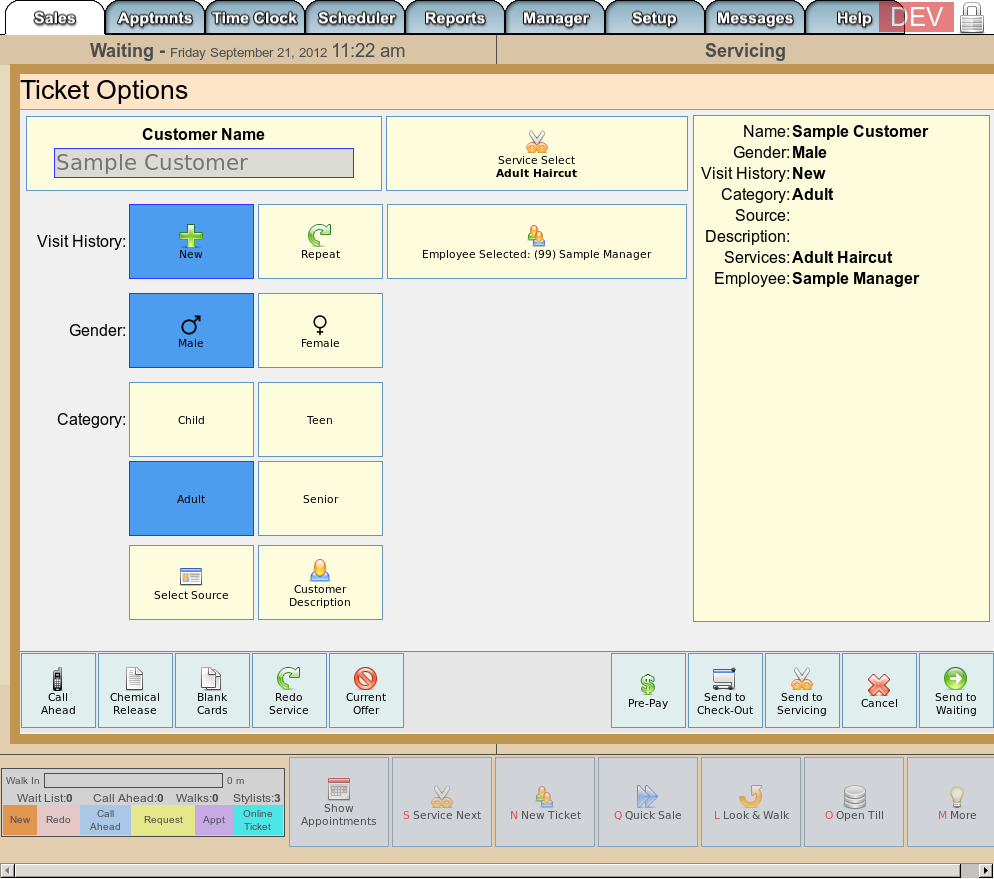 Sales Apptmnts Time Clock Scheduler Reports Manager Setup Messages Help DEV
Waiting - Friday September 21, 2012 11:22 am
Servicing
Ticket Options
Customer Name
Sample Customer
Service Select
Adult Haircut
Visit History:
New
Repeat
Employee Selected: (99) Sample Manager
Gender:
Male
Female
Category:
Child
Teen
Adult
Senior
Select Source
Customer
Description
Name: Sample Customer
Gender: Male
Visit History: New
Category: Adult
Source:
Description:
Services: Adult Haircut
Employee: Sample Manager
Call
Ahead
Chemical
Release
Blank
Cards
Redo
Service
Current
Offer
Pre-Pay
Send to
Check-Out
Send to
Servicing
Cancel
Send to
Waiting
Walk In 0 m
Wait List:0 Call Ahead:0 Walks:0 Stylists:3
New
Redo
Call
Ahead
Request
Appt
Online
Ticket
Show
Appointments
S Service Next
N New Ticket
Q Quick Sale
L Look & Walk
O Open Till
M More